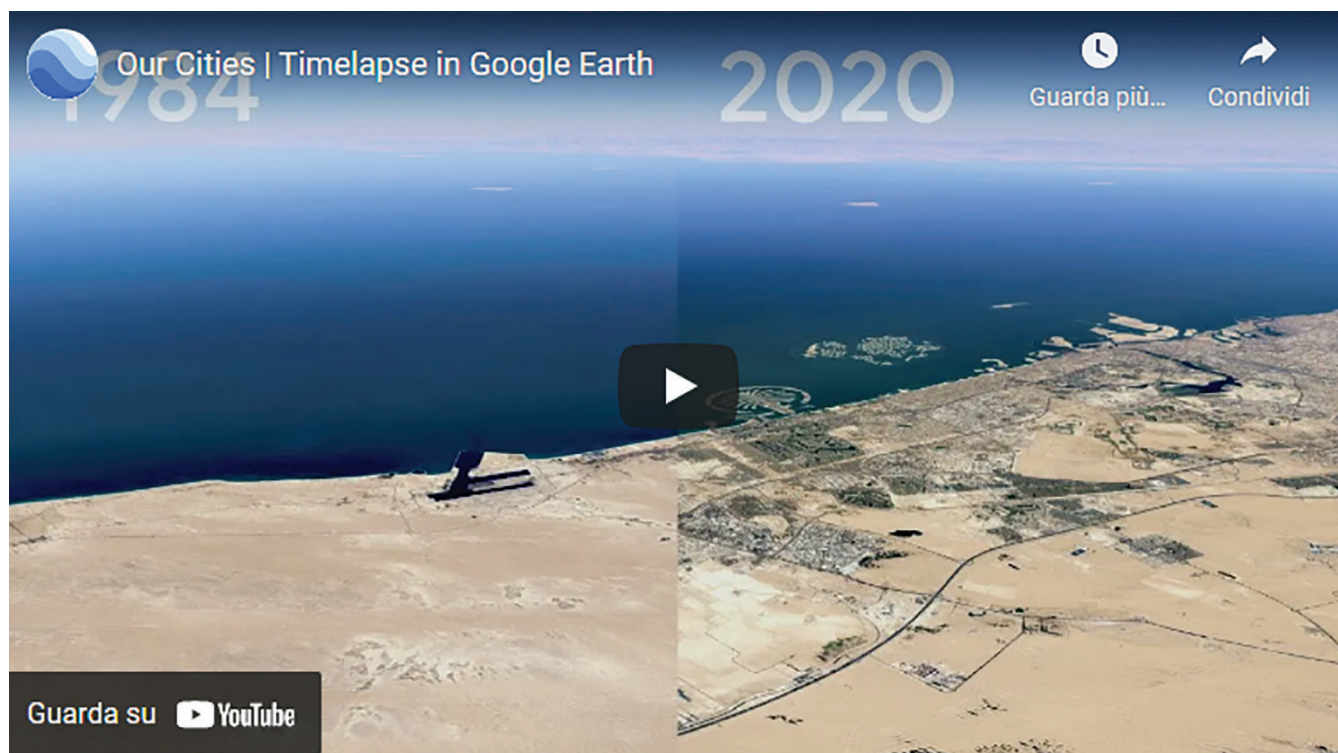 Our Cities | Timelapse in Google Earth
1984
2020
Guarda più...
Condividi
Guarda su YouTube